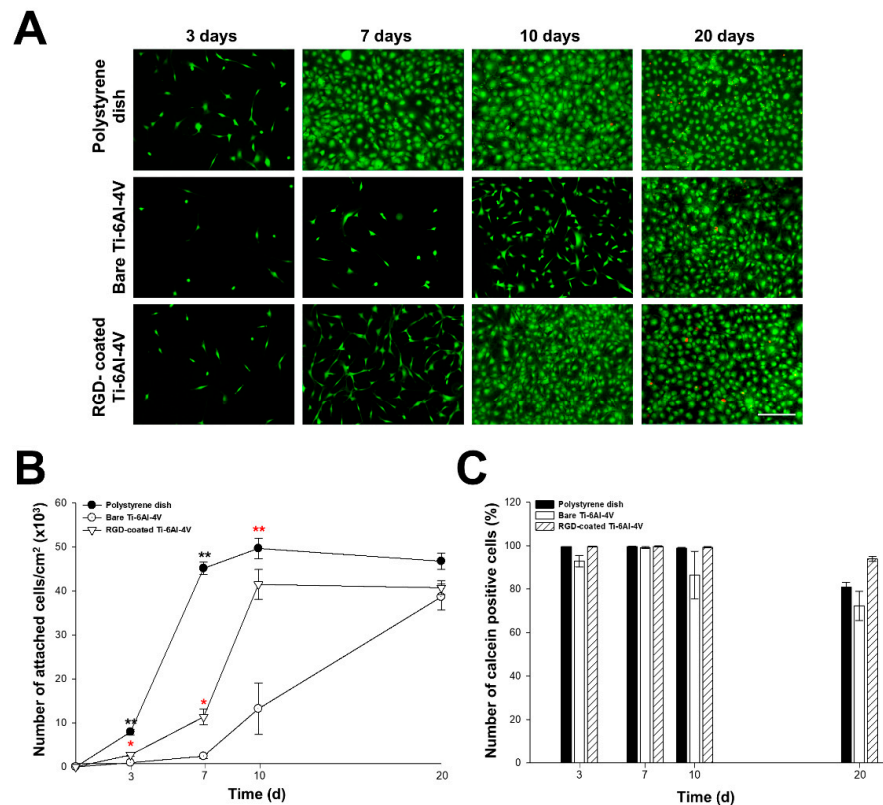 A
3 days
7 days
10 days
20 days
Polystyrene
dish
Bare Ti-6Al-4V
RGD- coated
Ti-6Al-4V
B
Number of attached cells/cm² (x10³)
60
50
40
30
20
10
0
Polystyrene dish
Bare Ti-6Al-4V
RGD-coated Ti-6Al-4V
**
*
**
*
**
3
7
10
20
Time (d)
C
Number of calcein positive cells (%)
120
100
80
60
40
20
0
Polystyrene dish
Bare Ti-6Al-4V
RGD-coated Ti-6Al-4V
3
7
10
20
Time (d)